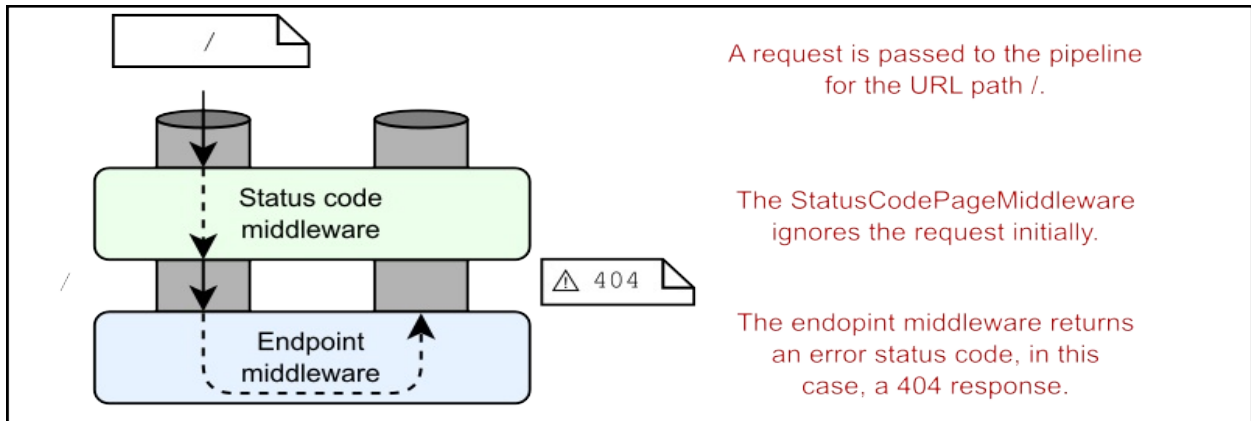 /
A request is passed to the pipeline
for the URL path /.
Status code
middleware
The StatusCodePageMiddleware
ignores the request initially.
/
⚠ 404
Endpoint
middleware
The endopint middleware returns
an error status code, in this
case, a 404 response.